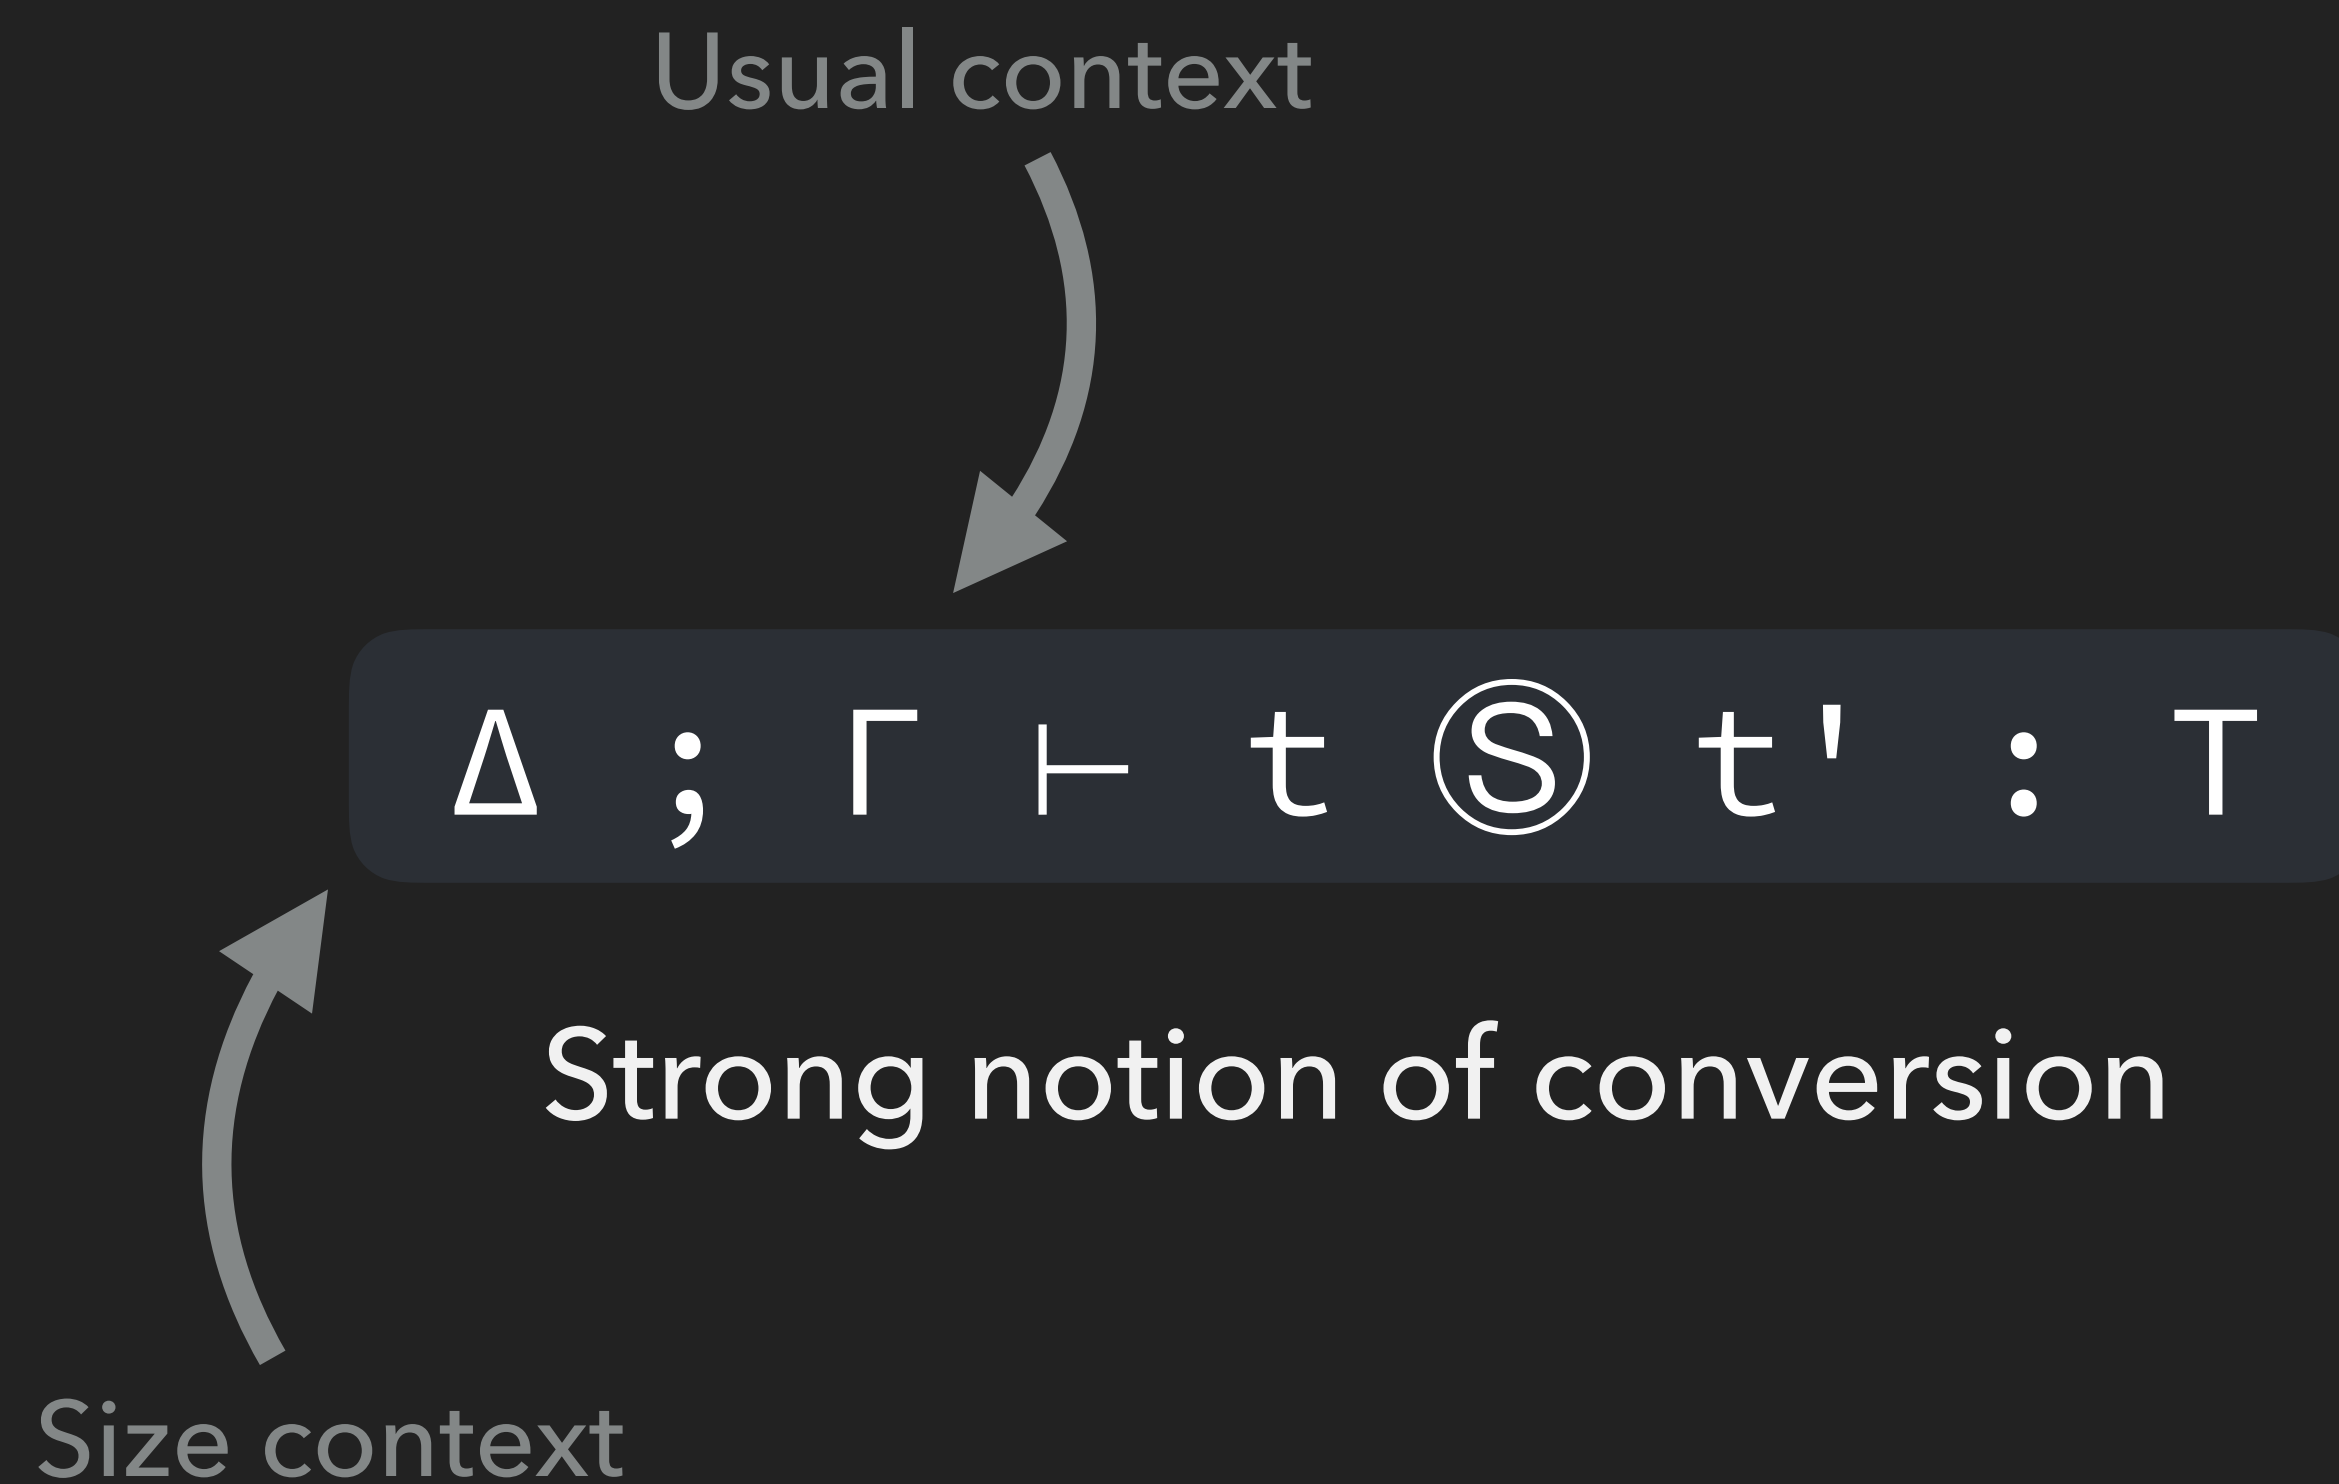 Usual context
Δ ; Γ ⊢ t Ⓢ t' : T
Strong notion of conversion
Size context